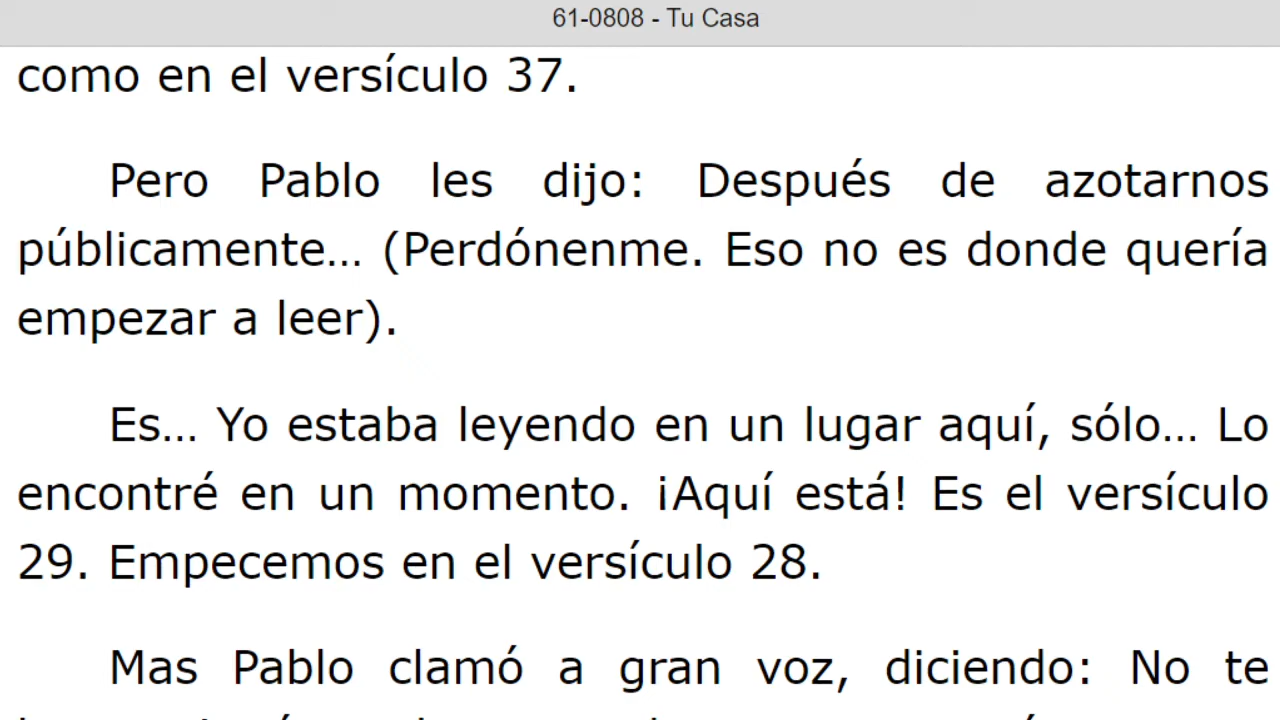 61-0808 - Tu Casa
como en el versículo 37.
Pero Pablo les dijo: Después de azotarnos
públicamente… (Perdónenme. Eso no es donde quería
empezar a leer).
Es… Yo estaba leyendo en un lugar aquí, sólo… Lo
encontré en un momento. ¡Aquí está! Es el versículo
29. Empecemos en el versículo 28.
Mas Pablo clamó a gran voz, diciendo: No te